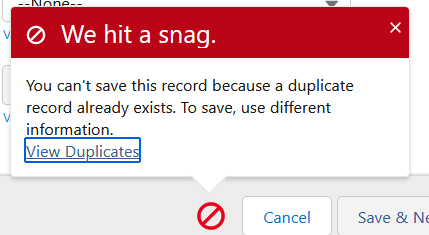 --None--
We hit a snag.
You can't save this record because a duplicate
record already exists. To save, use different
information.
View Duplicates
Cancel
Save & Ne